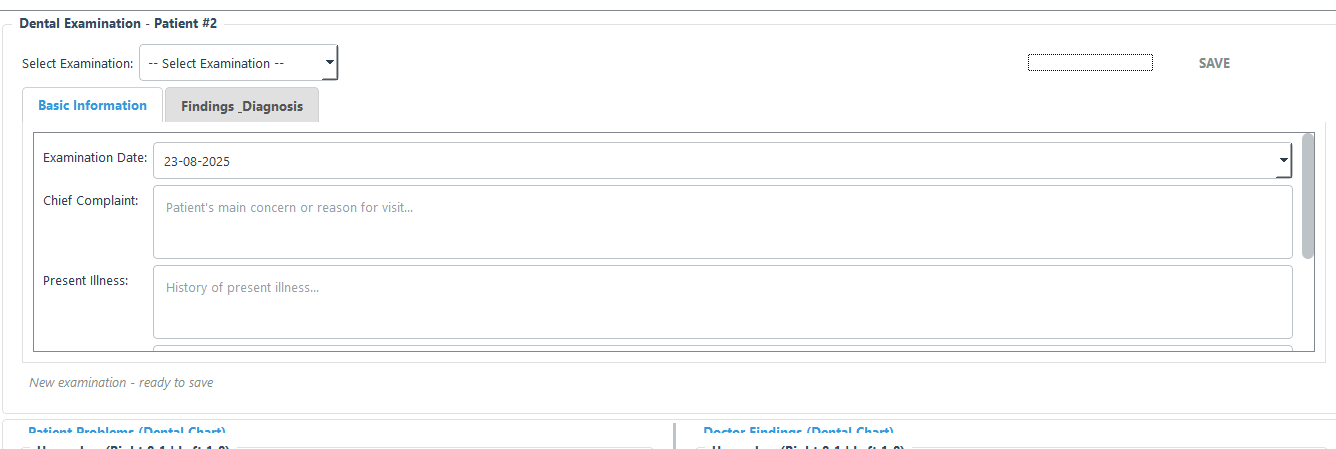 Dental Examination - Patient #2
Select Examination: -- Select Examination -- SAVE
Basic Information Findings _Diagnosis
Examination Date: 23-08-2025
Chief Complaint: Patient's main concern or reason for visit...
Present Illness: History of present illness...
New examination - ready to save
Patient Problems (Dental Chart) Doctor Findings (Dental Chart)